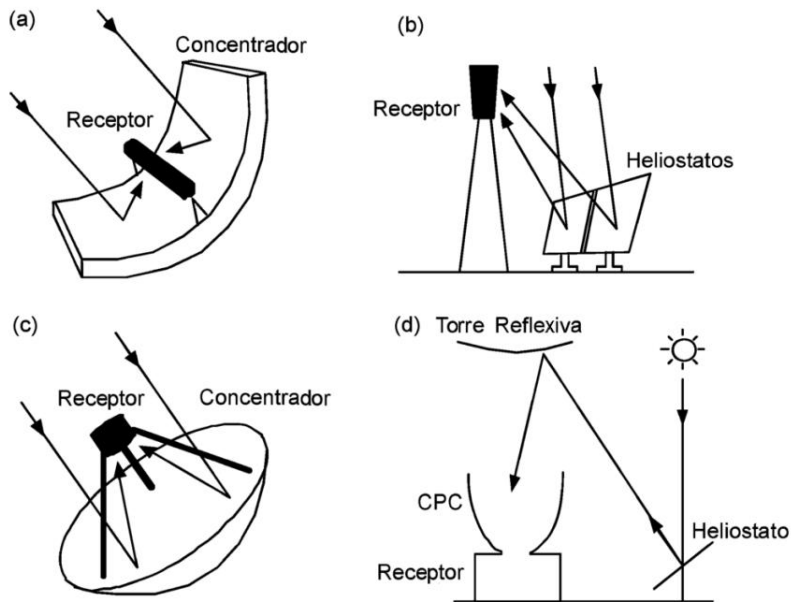 (a)
Concentrador
Receptor
(b)
Receptor
Heliostatos
(c)
Receptor
Concentrador
(d)
Torre Reflexiva
CPC
Heliostato
Receptor